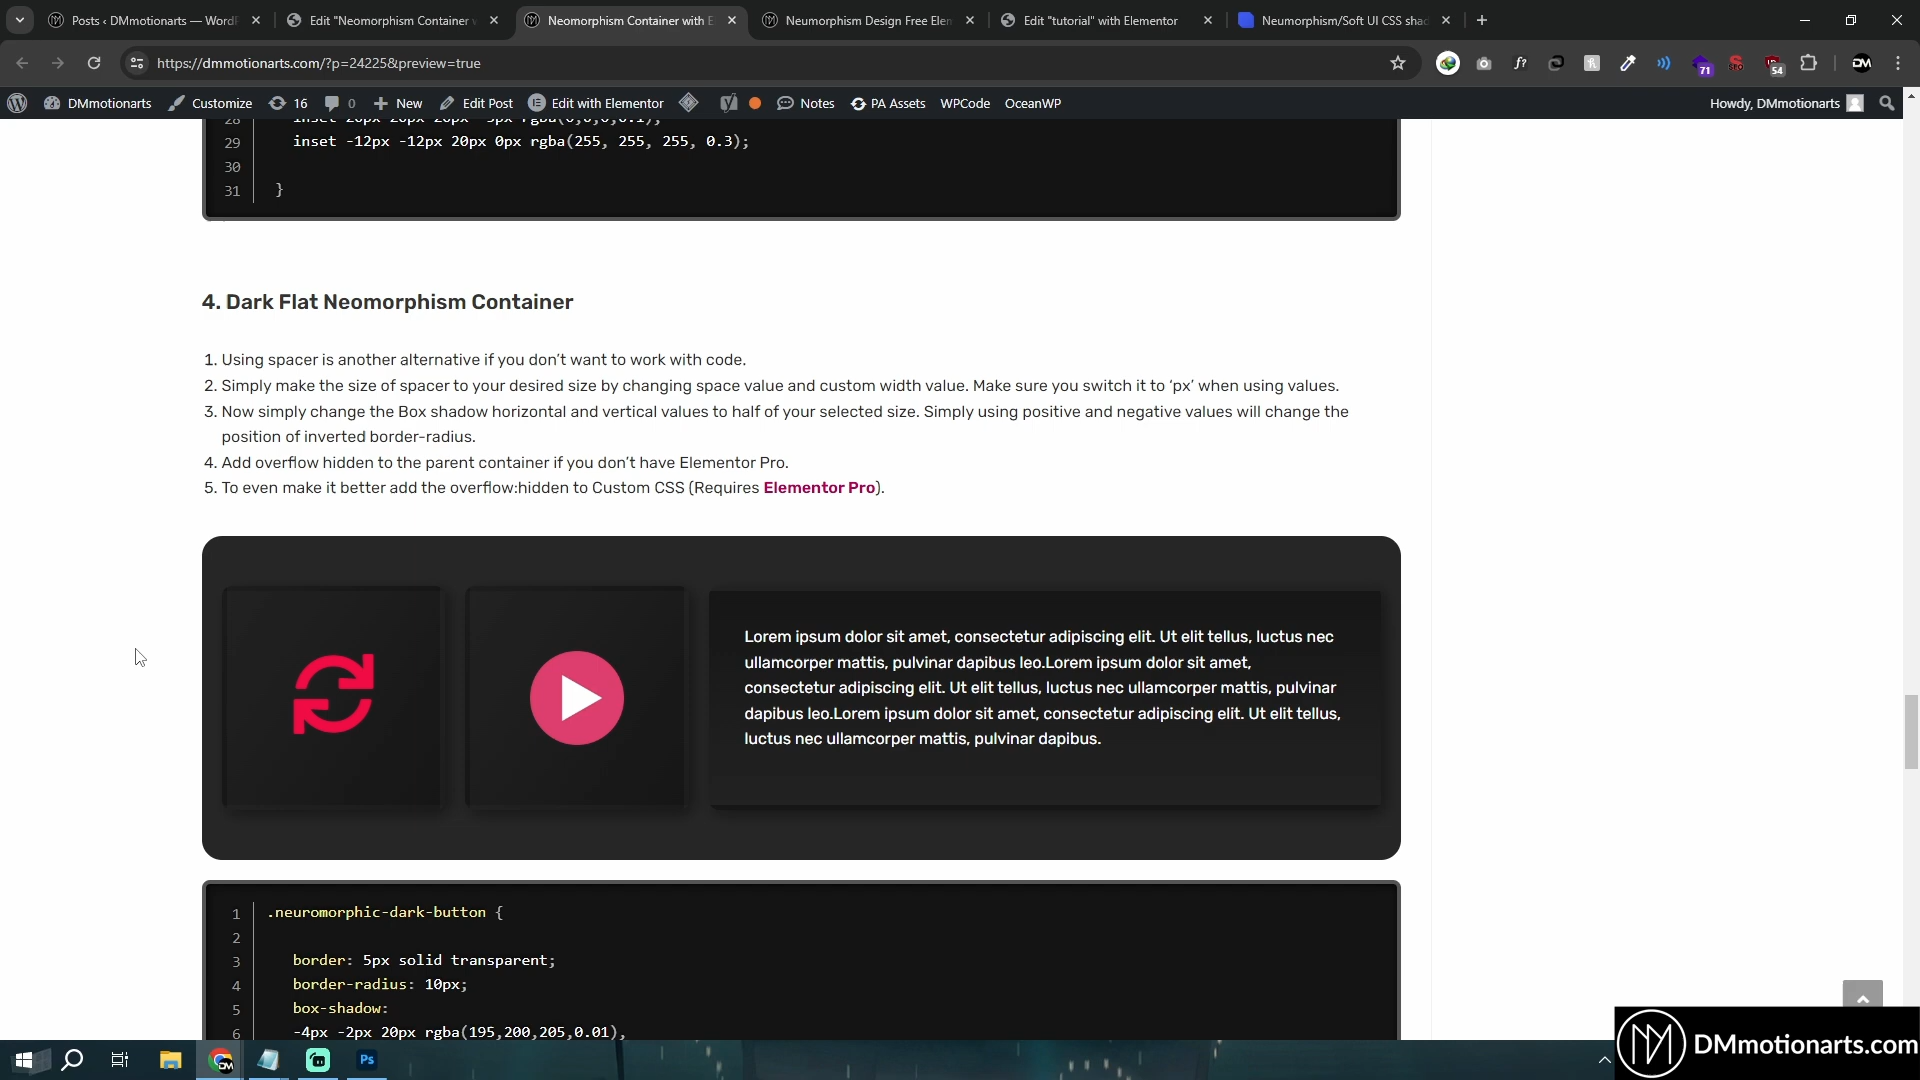 Posts ‹ DMmotionarts — WordP
Edit "Neomorphism Container w
Neomorphism Container with E
Neumorphism Design Free Elem
Edit "tutorial" with Elementor
Neumorphism/Soft UI CSS shad
https://dmmotionarts.com/?p=24225&preview=true
f?
71
54
DM
DMmotionarts
Customize
16
0
New
Edit Post
Edit with Elementor
Notes
PA Assets
WPCode
OceanWP
Howdy, DMmotionarts
28
29 inset -12px -12px 20px 0px rgba(255, 255, 255, 0.3);
30
31 }
4. Dark Flat Neomorphism Container
1. Using spacer is another alternative if you don’t want to work with code.
2. Simply make the size of spacer to your desired size by changing space value and custom width value. Make sure you switch it to ‘px’ when using values.
3. Now simply change the Box shadow horizontal and vertical values to half of your selected size. Simply using positive and negative values will change the
position of inverted border-radius.
4. Add overflow hidden to the parent container if you don’t have Elementor Pro.
5. To even make it better add the overflow:hidden to Custom CSS (Requires Elementor Pro).
Lorem ipsum dolor sit amet, consectetur adipiscing elit. Ut elit tellus, luctus nec
ullamcorper mattis, pulvinar dapibus leo.Lorem ipsum dolor sit amet,
consectetur adipiscing elit. Ut elit tellus, luctus nec ullamcorper mattis, pulvinar
dapibus leo.Lorem ipsum dolor sit amet, consectetur adipiscing elit. Ut elit tellus,
luctus nec ullamcorper mattis, pulvinar dapibus.
1 .neuromorphic-dark-button {
2
3 border: 5px solid transparent;
4 border-radius: 10px;
5 box-shadow:
6 -4px -2px 20px rgba(195,200,205,0.01),
Ps
DMmotionarts.com